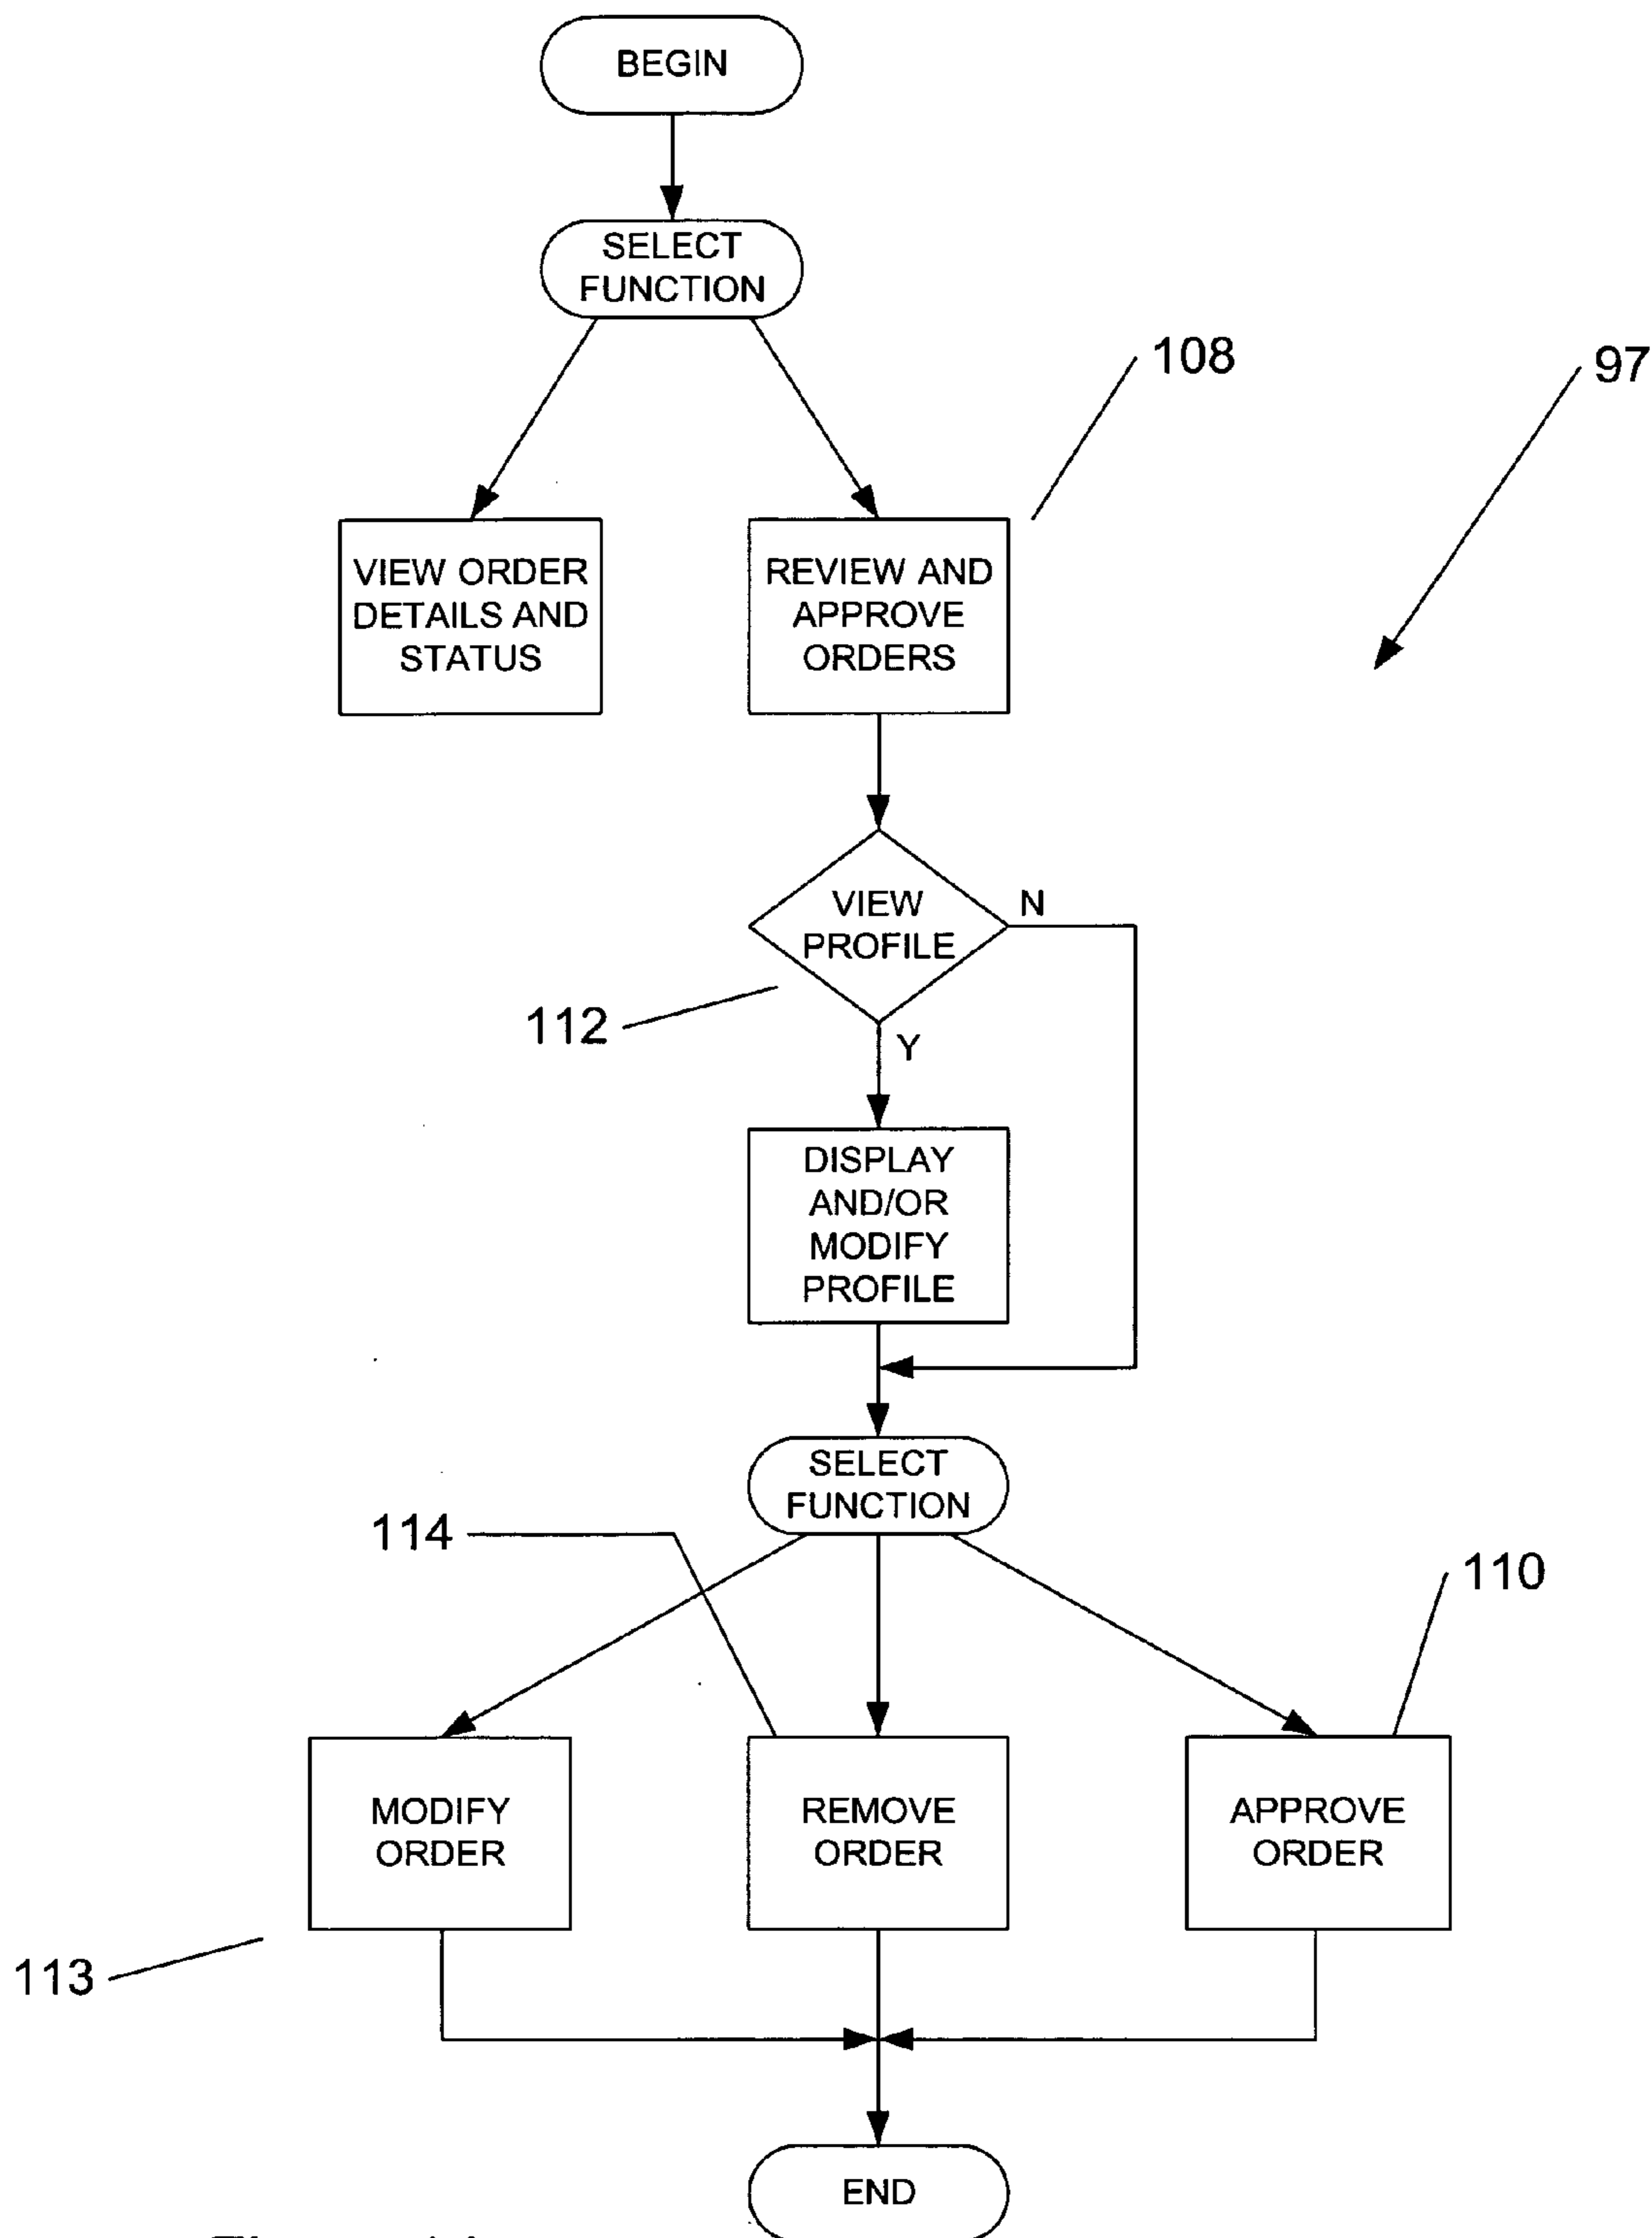 BEGIN
SELECT
FUNCTION
108
97
VIEW ORDER
DETAILS AND
STATUS
REVIEW AND
APPROVE
ORDERS
VIEW
PROFILE
N
112
Y
DISPLAY
AND/OR
MODIFY
PROFILE
SELECT
FUNCTION
114
110
MODIFY
ORDER
REMOVE
ORDER
APPROVE
ORDER
113
END